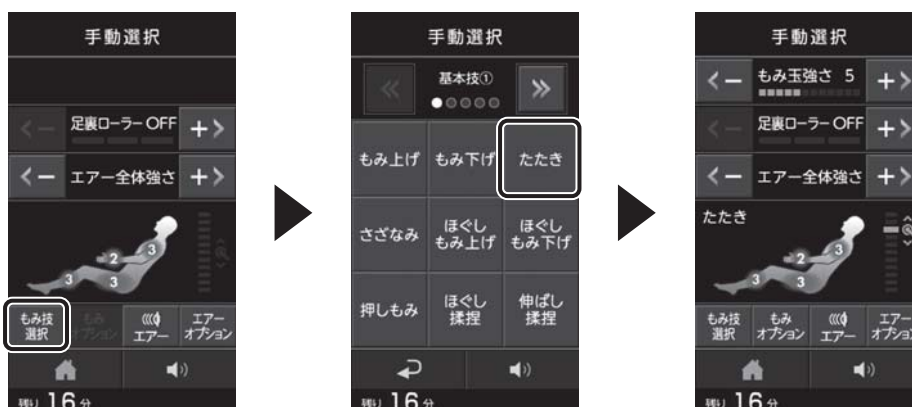 手動選択
足裏ローラー OFF
エアー全体強さ
2
3
3
3
もみ技
選択
もみ
オプション
エアー
エアー
オプション
残り 16 分
手動選択
基本技①
もみ上げ
もみ下げ
たたき
さざなみ
ほぐし
もみ上げ
ほぐし
もみ下げ
押しもみ
ほぐし
揉捏
伸ばし
揉捏
残り 16 分
手動選択
もみ玉強さ 5
足裏ローラー OFF
エアー全体強さ
たたき
2
3
3
3
もみ技
選択
もみ
オプション
エアー
エアー
オプション
残り 16 分